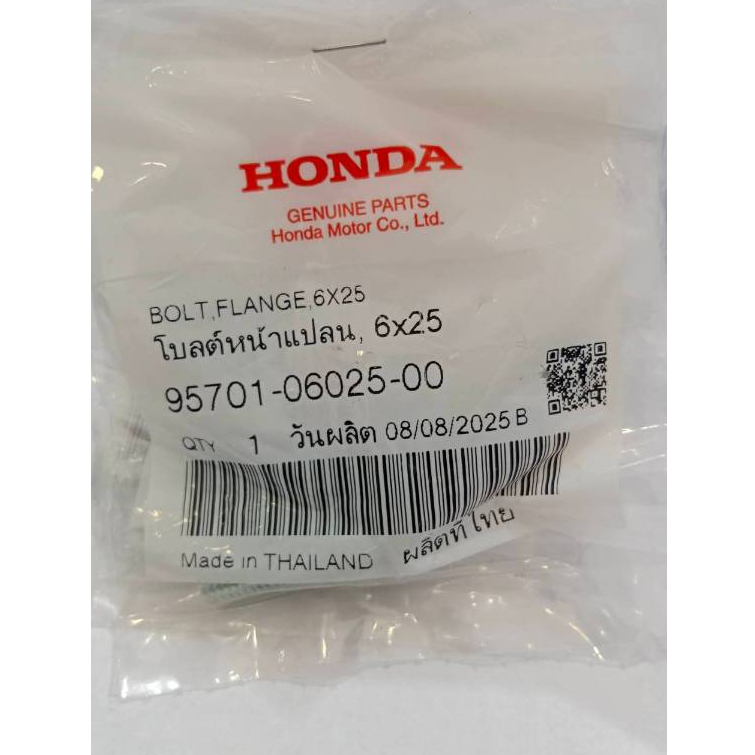 HONDA
GENUINE PARTS
Honda Motor Co., Ltd.
BOLT,FLANGE,6X25
โบลต์หน้าแปลน, 6x25
95701-06025-00
QTY 1 วันผลิต 08/08/2025 B
Made in THAILAND ผลิตที่ไทย